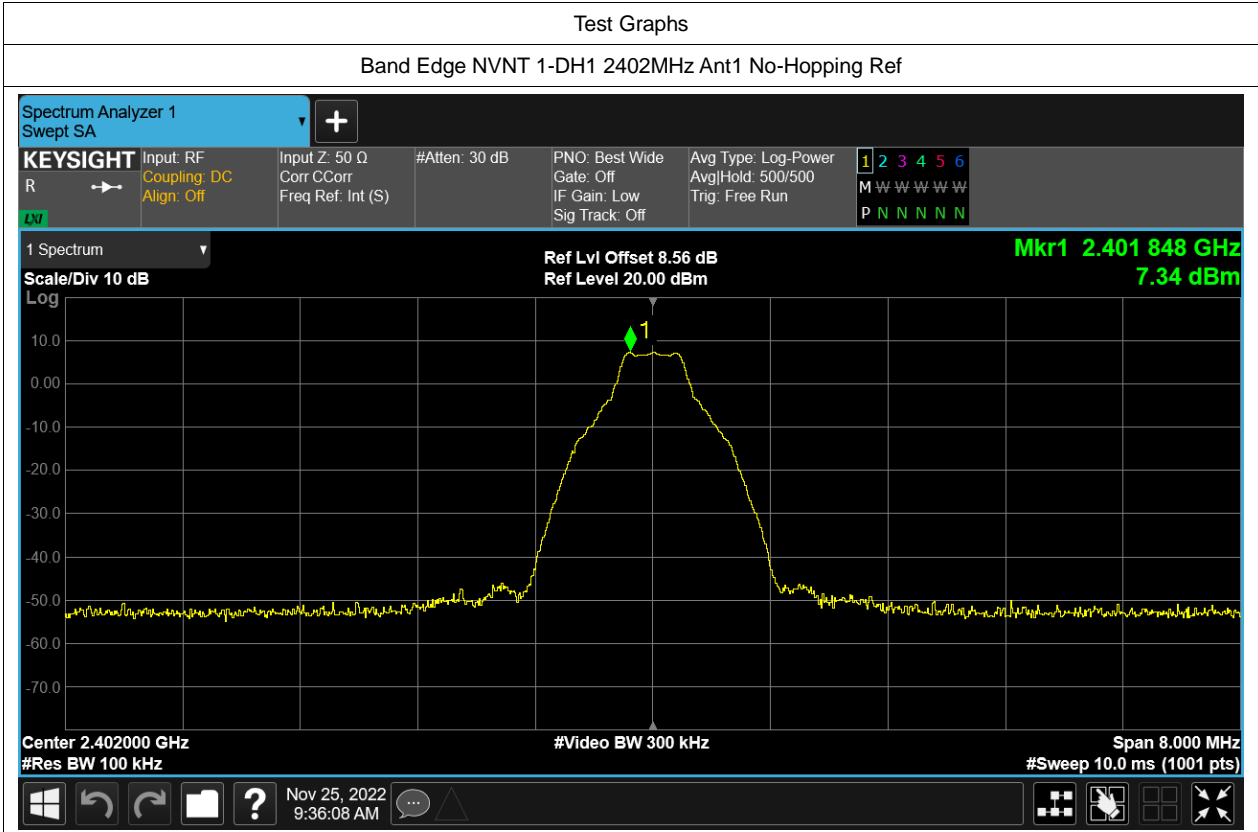 Test Graphs
Band Edge NVNT 1-DH1 2402MHz Ant1 No-Hopping Ref
Spectrum Analyzer 1
Swept SA
KEYSIGHT
R
LXI
Input: RF
Coupling: DC
Align: Off
Input Z: 50 Ω
Corr CCorr
Freq Ref: Int (S)
#Atten: 30 dB
PNO: Best Wide
Gate: Off
IF Gain: Low
Sig Track: Off
Avg Type: Log-Power
Avg|Hold: 500/500
Trig: Free Run
1 2 3 4 5 6
M W W W W W
P N N N N N
1 Spectrum
Scale/Div 10 dB
Ref Lvl Offset 8.56 dB
Ref Level 20.00 dBm
Mkr1 2.401 848 GHz
7.34 dBm
Log
1
10.0
0.00
-10.0
-20.0
-30.0
-40.0
-50.0
-60.0
-70.0
Center 2.402000 GHz
#Res BW 100 kHz
#Video BW 300 kHz
Span 8.000 MHz
#Sweep 10.0 ms (1001 pts)
?
Nov 25, 2022
9:36:08 AM